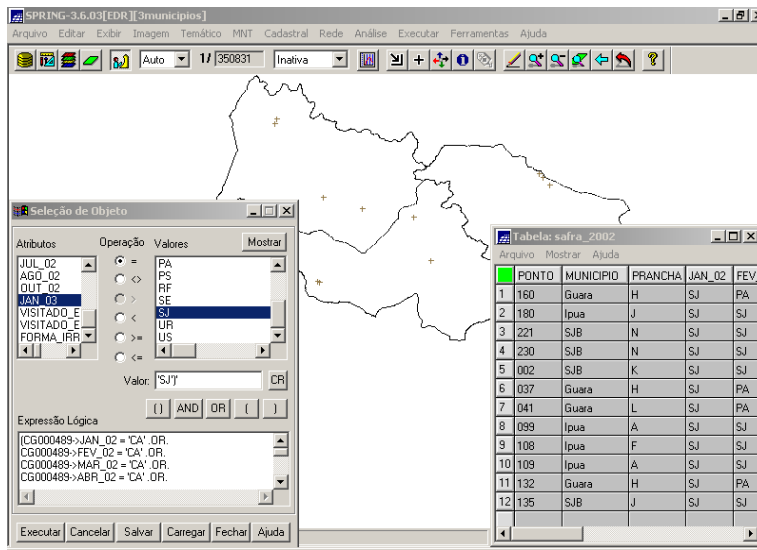 SPRING-3.6.03[EDR][3municipios]
Arquivo Editar Exibir Imagem Temático MNT Cadastral Rede Análise Executar Ferramentas Ajuda
Auto 1/ 350831 Inativa
Seleção de Objeto
Atributos Operação Valores Mostrar
JUL_02
AGO_02
OUT_02
JAN_03
VISITADO_E
VISITADO_E
FORMA_IRR
=
<>
>
<
>=
<=
PA
PS
RF
SE
SJ
UR
US
Valor: 'SJ')' CR
() AND OR ( )
Expressão Lógica
(CG000489->JAN_02 = 'CA' .OR.
CG000489->FEV_02 = 'CA' .OR.
CG000489->MAR_02 = 'CA' .OR.
CG000489->ABR_02 = 'CA' .OR.
Executar Cancelar Salvar Carregar Fechar Ajuda
Tabela: safra_2002
Arquivo Mostrar Ajuda
PONTO MUNICIPIO PRANCHA JAN_02 FEV_
1 160 Guara H SJ PA
2 180 Ipua J SJ SJ
3 221 SJB N SJ SJ
4 230 SJB N SJ SJ
5 002 SJB K SJ SJ
6 037 Guara H SJ PA
7 041 Guara L SJ PA
8 099 Ipua A SJ SJ
9 108 Ipua F SJ SJ
10 109 Ipua A SJ SJ
11 132 Guara H SJ PA
12 135 SJB J SJ SJ